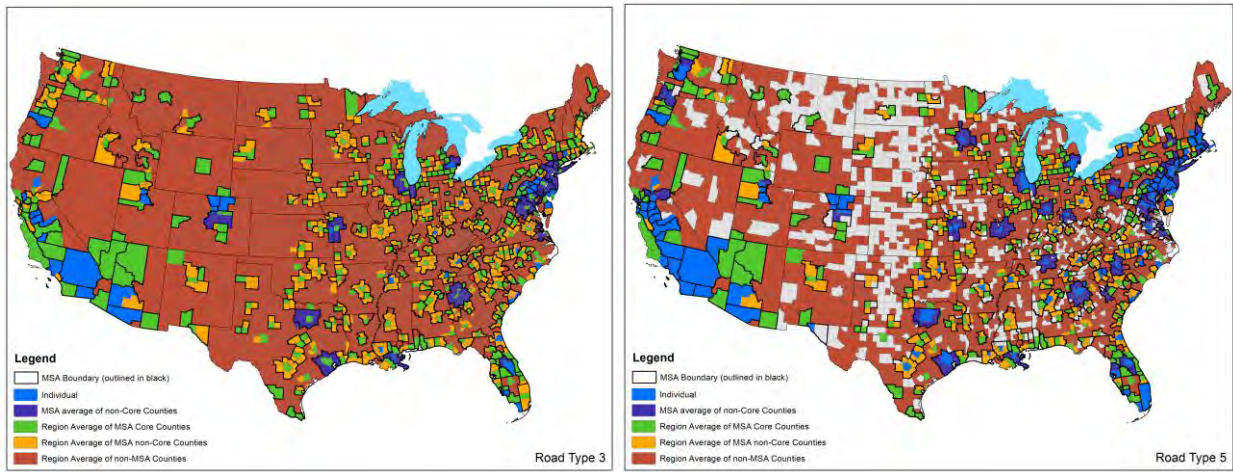 Legend
MSA Boundary (outlined in black)
Individual
MSA average of non-Core Counties
Region Average of MSA Core Counties
Region Average of MSA non-Core Counties
Region Average of non-MSA Counties
Road Type 3
Legend
MSA Boundary (outlined in black)
Individual
MSA average of non-Core Counties
Region Average of MSA Core Counties
Region Average of MSA non-Core Counties
Region Average of non-MSA Counties
Road Type 5